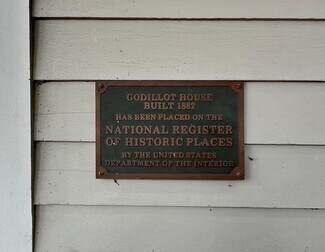 GODILLOT HOUSE
BUILT 1882
HAS BEEN PLACED ON THE
NATIONAL REGISTER
OF HISTORIC PLACES
BY THE UNITED STATES
DEPARTMENT OF THE INTERIOR